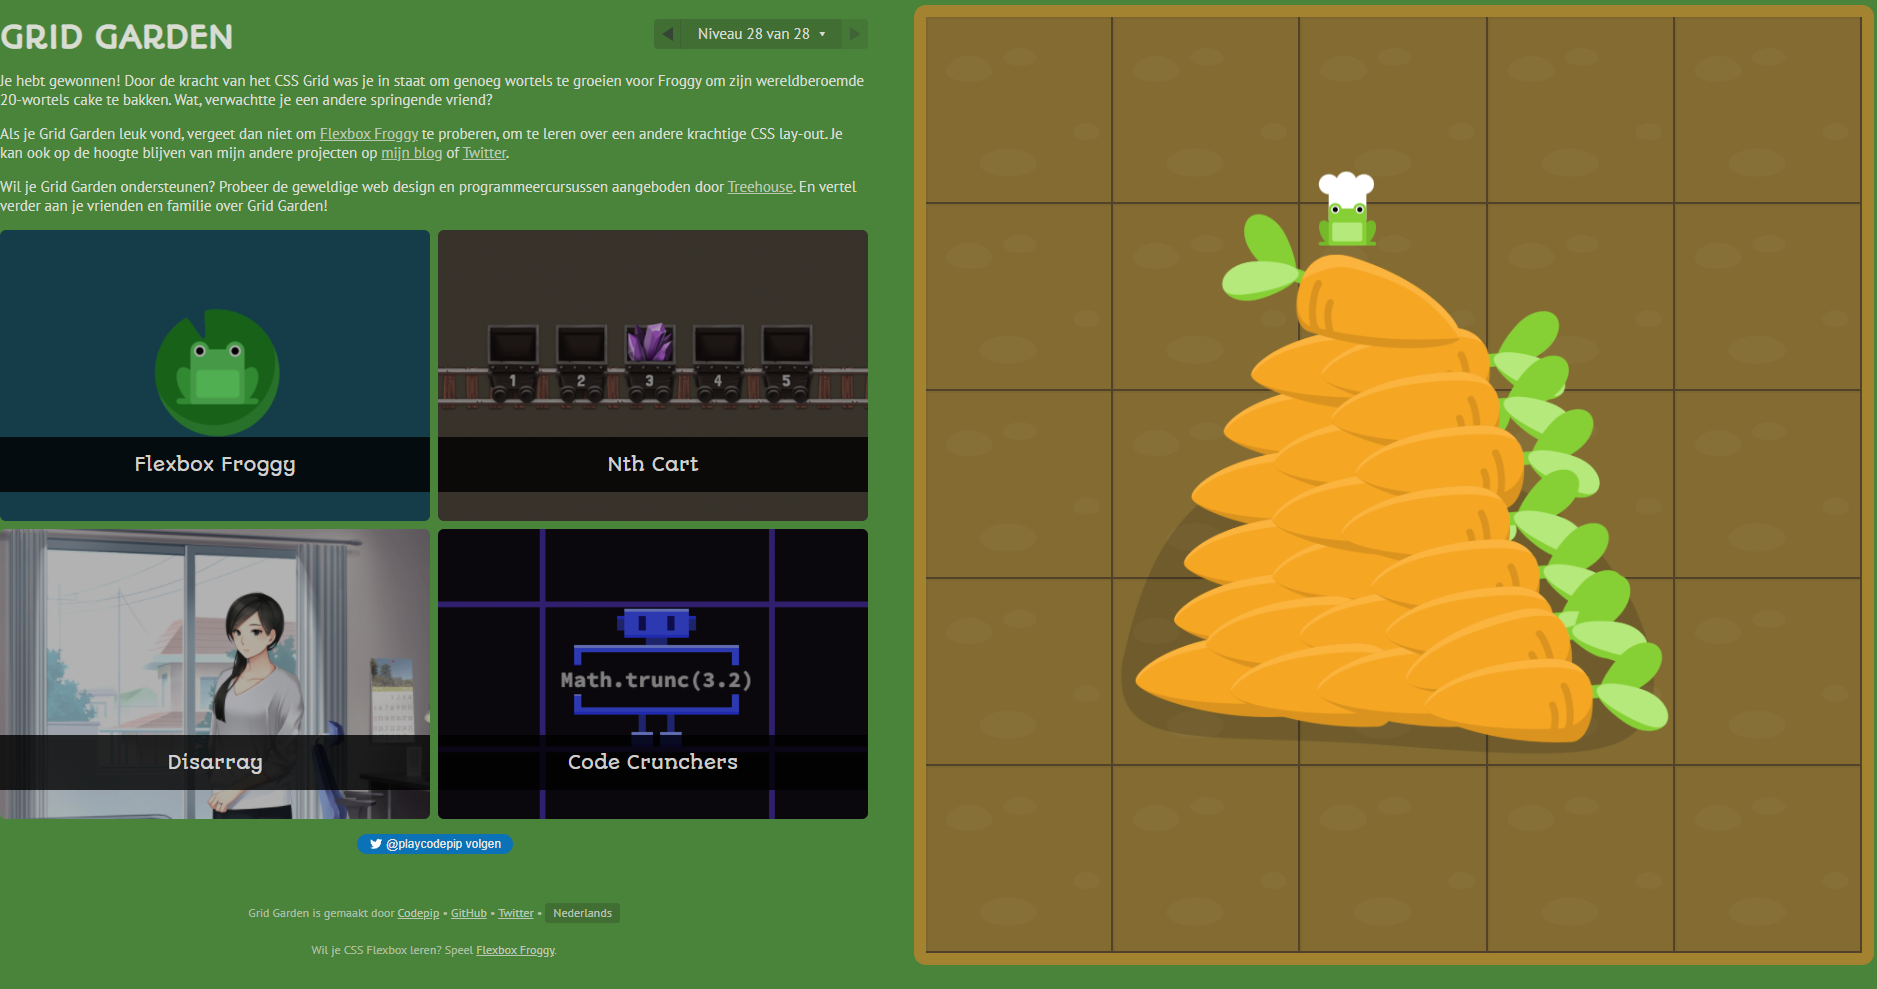 GRID GARDEN
Niveau 28 van 28
Je hebt gewonnen! Door de kracht van het CSS Grid was je in staat om genoeg wortels te groeien voor Froggy om zijn wereldberoemde
20-wortels cake te bakken. Wat, verwachtte je een andere springende vriend?
Als je Grid Garden leuk vond, vergeet dan niet om Flexbox Froggy te proberen, om te leren over een andere krachtige CSS lay-out. Je
kan ook op de hoogte blijven van mijn andere projecten op mijn blog of Twitter.
Wil je Grid Garden ondersteunen? Probeer de geweldige web design en programmeercursussen aangeboden door Treehouse. En vertel
verder aan je vrienden en familie over Grid Garden!
1 2 3 4 5
Flexbox Froggy
Nth Cart
Math.trunc(3.2)
Disarray
Code Crunchers
@playcodepip volgen
Grid Garden is gemaakt door Codepip • GitHub • Twitter • Nederlands
Wil je CSS Flexbox leren? Speel Flexbox Froggy.